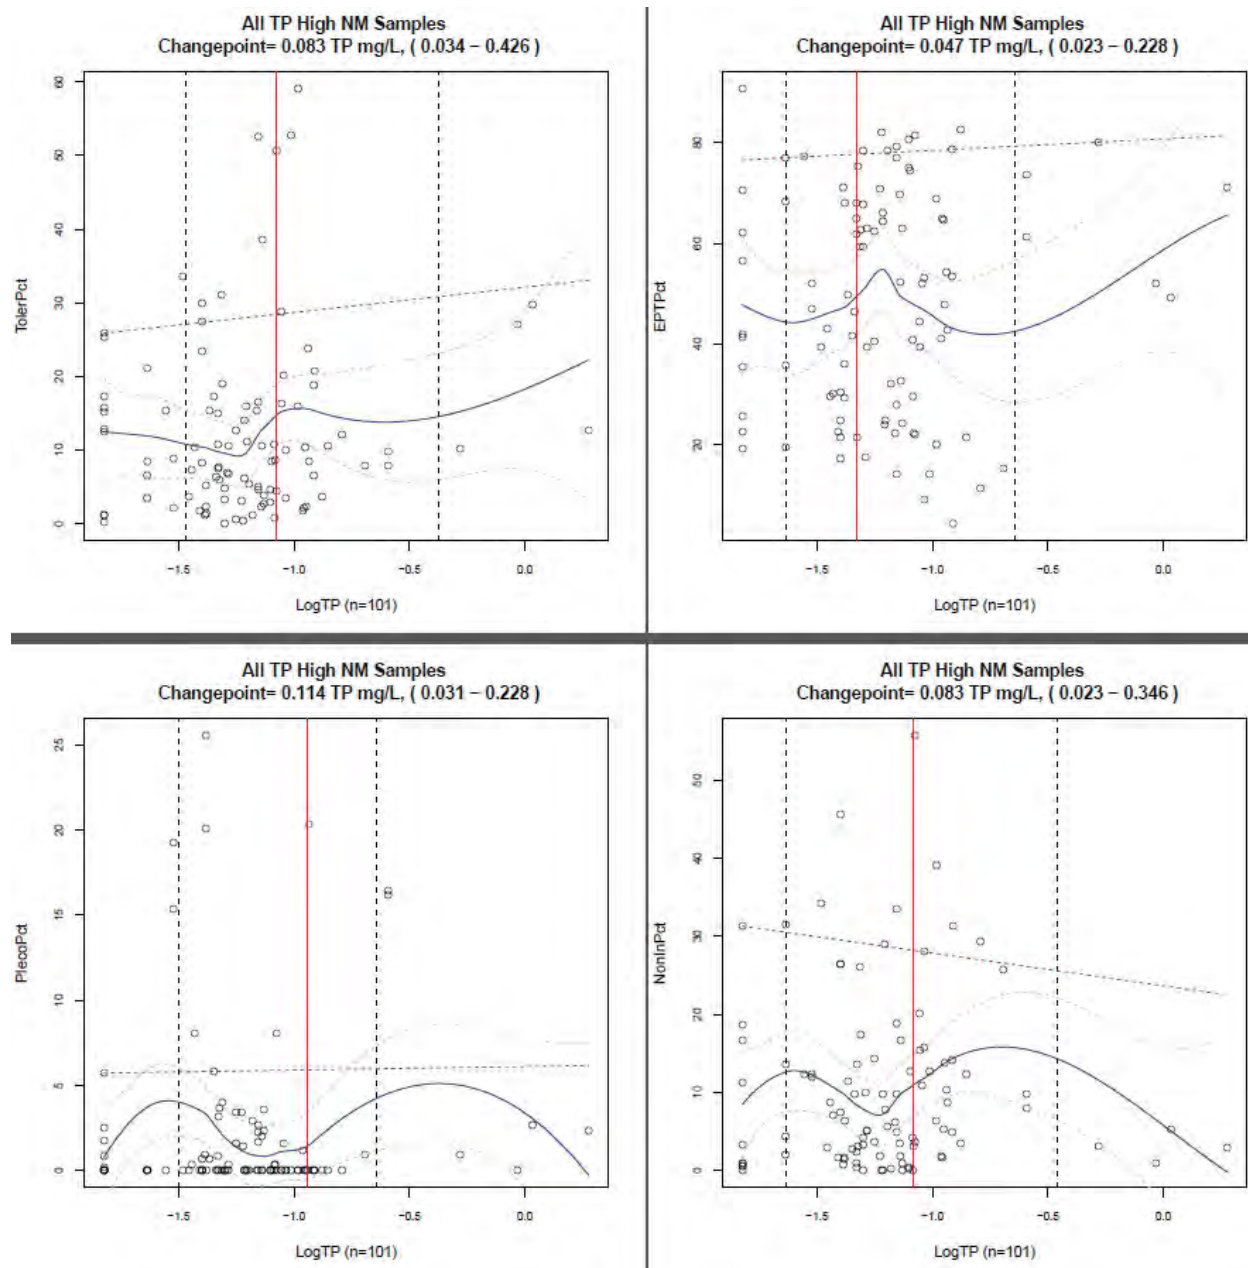 All TP High NM Samples
Changepoint= 0.083 TP mg/L, ( 0.034 – 0.426 )
60
50
40
30
20
10
0
TolerPct
−1.5
−1.0
−0.5
0.0
LogTP (n=101)
All TP High NM Samples
Changepoint= 0.047 TP mg/L, ( 0.023 – 0.228 )
80
60
40
20
EPTPct
−1.5
−1.0
−0.5
0.0
LogTP (n=101)
All TP High NM Samples
Changepoint= 0.114 TP mg/L, ( 0.031 – 0.228 )
25
20
15
10
5
0
PlecoPct
−1.5
−1.0
−0.5
0.0
LogTP (n=101)
All TP High NM Samples
Changepoint= 0.083 TP mg/L, ( 0.023 – 0.346 )
50
40
30
20
10
0
NonInPct
−1.5
−1.0
−0.5
0.0
LogTP (n=101)